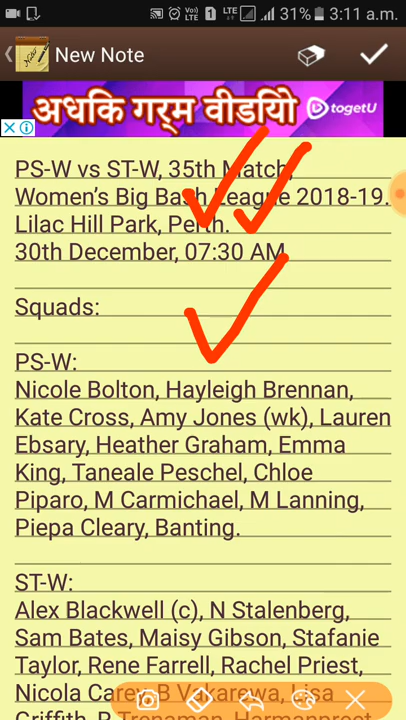 31% 3:11 a.m.
New Note
अधकि गर्म वीडियो togetU
PS-W vs ST-W, 35th Match,
Women's Big Bash League 2018-19.
Lilac Hill Park, Perth.
30th December, 07:30 AM
Squads:
PS-W:
Nicole Bolton, Hayleigh Brennan,
Kate Cross, Amy Jones (wk), Lauren
Ebsary, Heather Graham, Emma
King, Taneale Peschel, Chloe
Piparo, M Carmichael, M Lanning,
Piepa Cleary, Banting.
ST-W:
Alex Blackwell (c), N Stalenberg,
Sam Bates, Maisy Gibson, Stafanie
Taylor, Rene Farrell, Rachel Priest,
Nicola Carey, B Vakarewa, Lisa
Griffith, R Trenaman, Harmanpreet